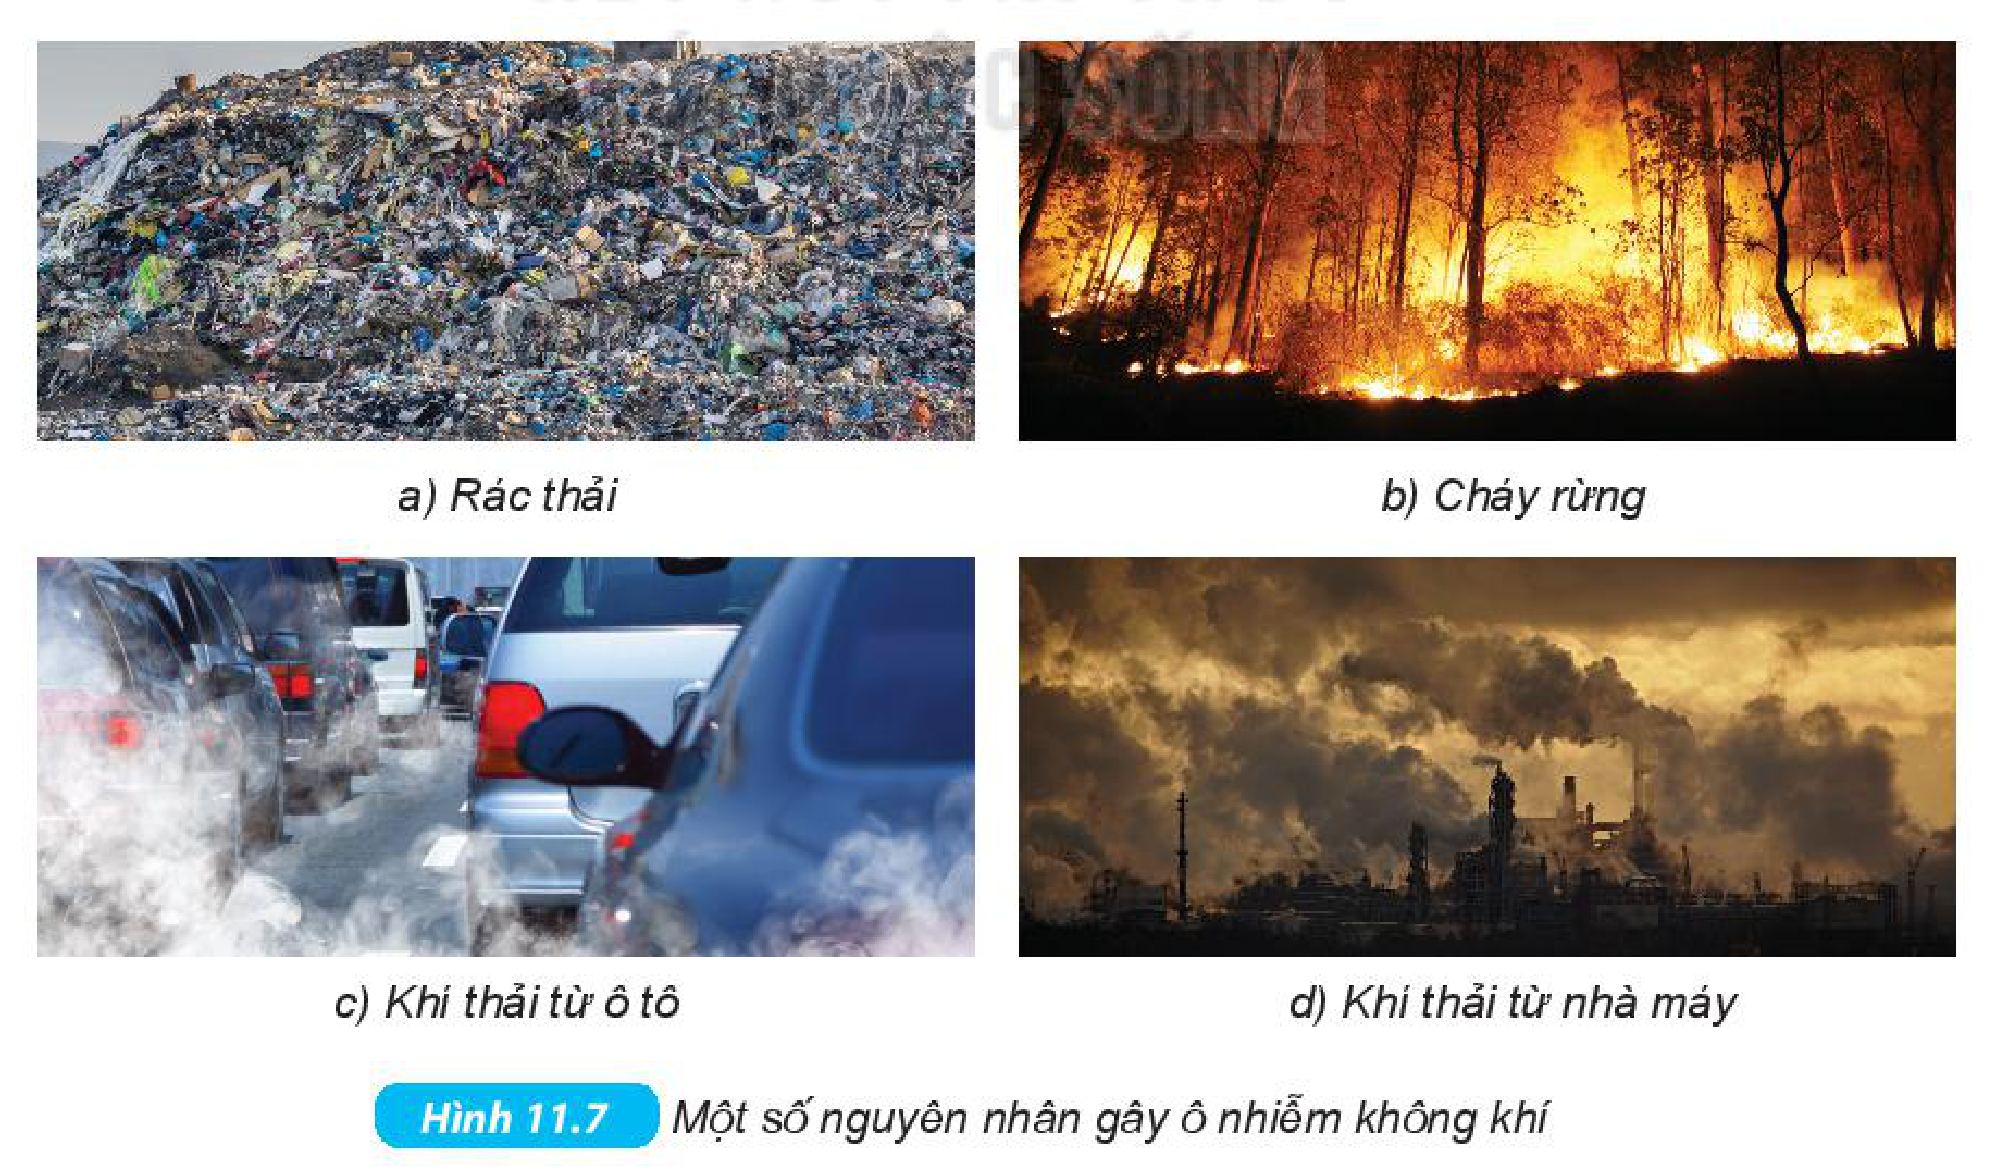 a) Rác thải
b) Cháy rừng
c) Khí thải từ ô tô
d) Khí thải từ nhà máy
Hình 11.7 Một số nguyên nhân gây ô nhiễm không khí